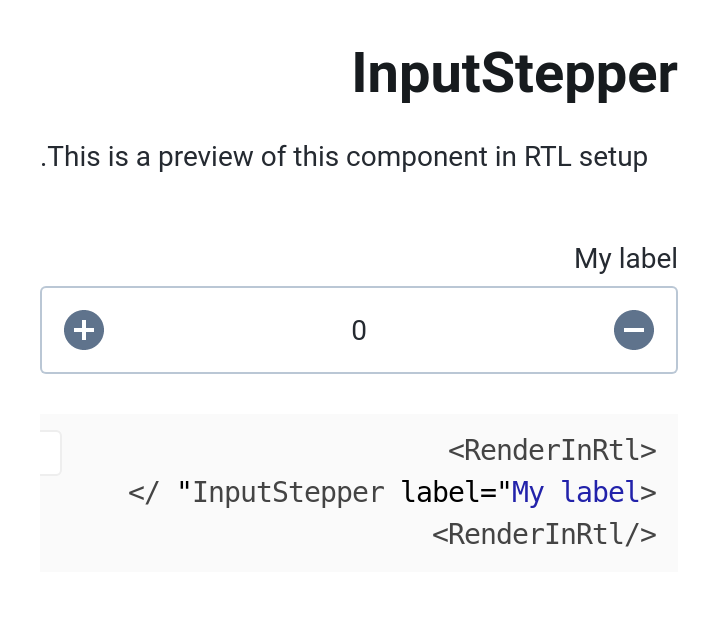 InputStepper
.This is a preview of this component in RTL setup
My label
0
<RenderInRtl>
</ "InputStepper label="My label>
<RenderInRtl/>